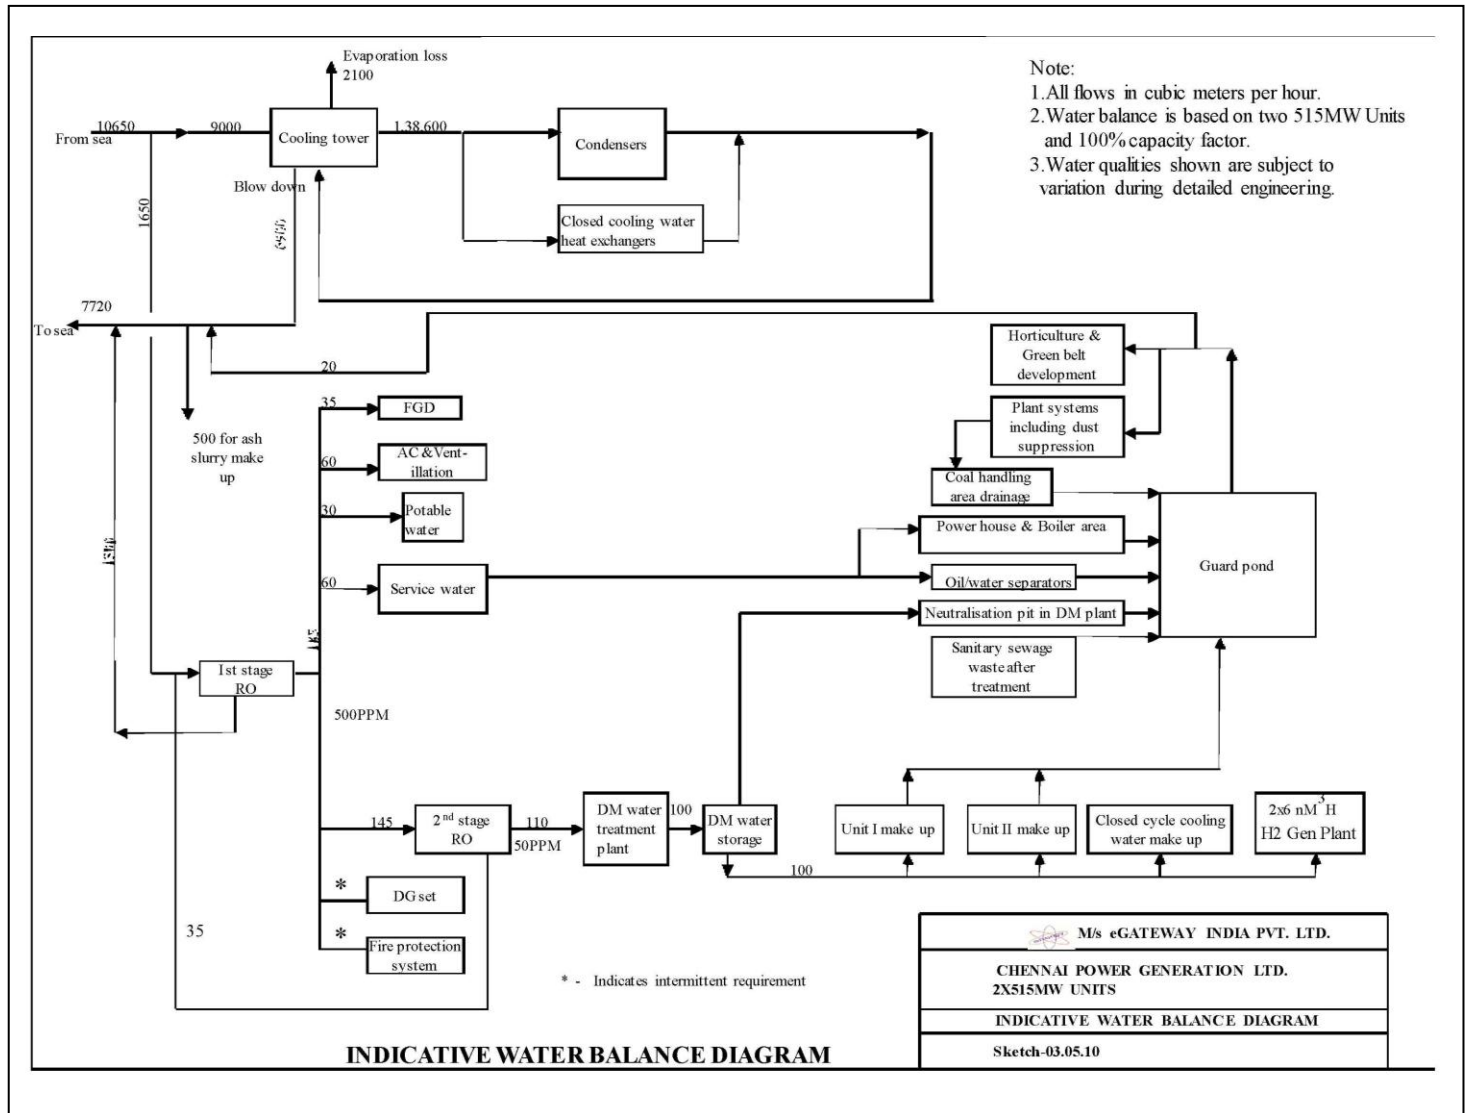 Evaporation loss
2100
Note:
1.All flows in cubic meters per hour.
2.Water balance is based on two 515MW Units
and 100% capacity factor.
3.Water qualities shown are subject to
variation during detailed engineering.
From sea
10650
9000
Cooling tower
1.38.600
Condensers
Blow down
1650
Closed cooling water
heat exchangers
7720
To sea
20
500 for ash
slurry make
up
35
FGD
60
AC &Vent-
illation
30
Potable
water
60
Service water
Horticulture &
Green belt
development
Plant systems
including dust
suppression
Coal handling
area drainage
Power house & Boiler area
Oil/water separators
Neutralisation pit in DM plant
Sanitary sewage
waste after
treatment
Guard pond
1st stage
RO
500PPM
145
2nd stage
RO
110
50PPM
DM water
treatment
plant
100
DM water
storage
100
Unit I make up
Unit II make up
Closed cycle cooling
water make up
2x6 nM3 H
H2 Gen Plant
*
DG set
*
Fire protection
system
35
* - Indicates intermittent requirement
M/s eGATEWAY INDIA PVT. LTD.
CHENNAI POWER GENERATION LTD.
2X515MW UNITS
INDICATIVE WATER BALANCE DIAGRAM
Sketch-03.05.10
INDICATIVE WATER BALANCE DIAGRAM